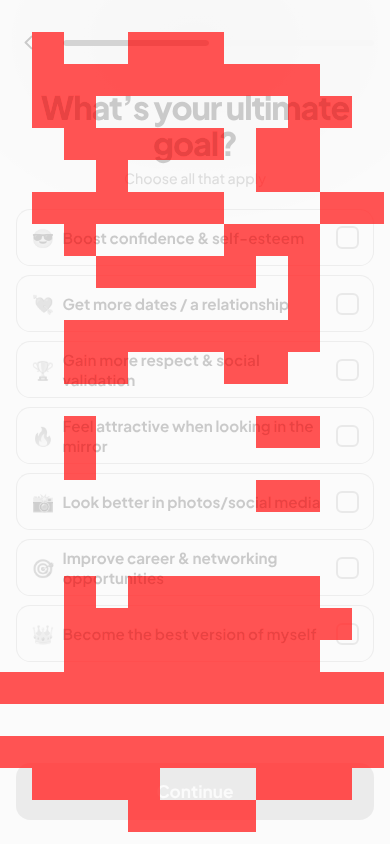 What's your ultimate
goal?
Choose all that apply
Boost confidence & self-esteem
Get more dates / a relationship
Gain more respect & social
validation
Feel attractive when looking in the
mirror
Look better in photos/social media
Improve career & networking
opportunities
Become the best version of myself
Continue